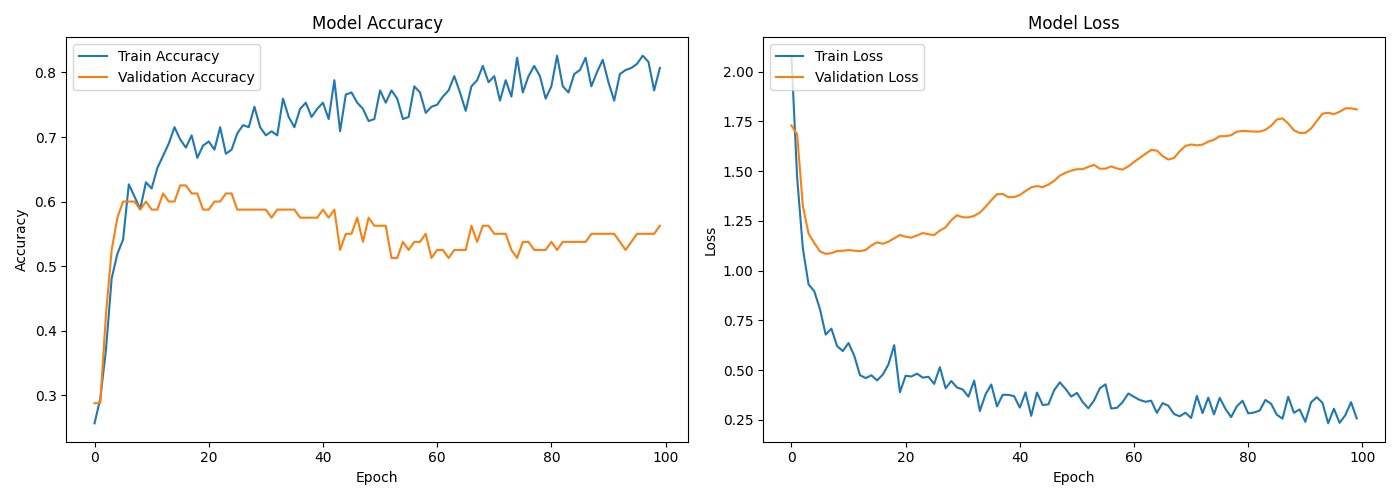 Model Accuracy
Train Accuracy
Validation Accuracy
Accuracy
0.8
0.7
0.6
0.5
0.4
0.3
0 20 40 60 80 100
Epoch
Model Loss
Train Loss
Validation Loss
Loss
2.00
1.75
1.50
1.25
1.00
0.75
0.50
0.25
0 20 40 60 80 100
Epoch